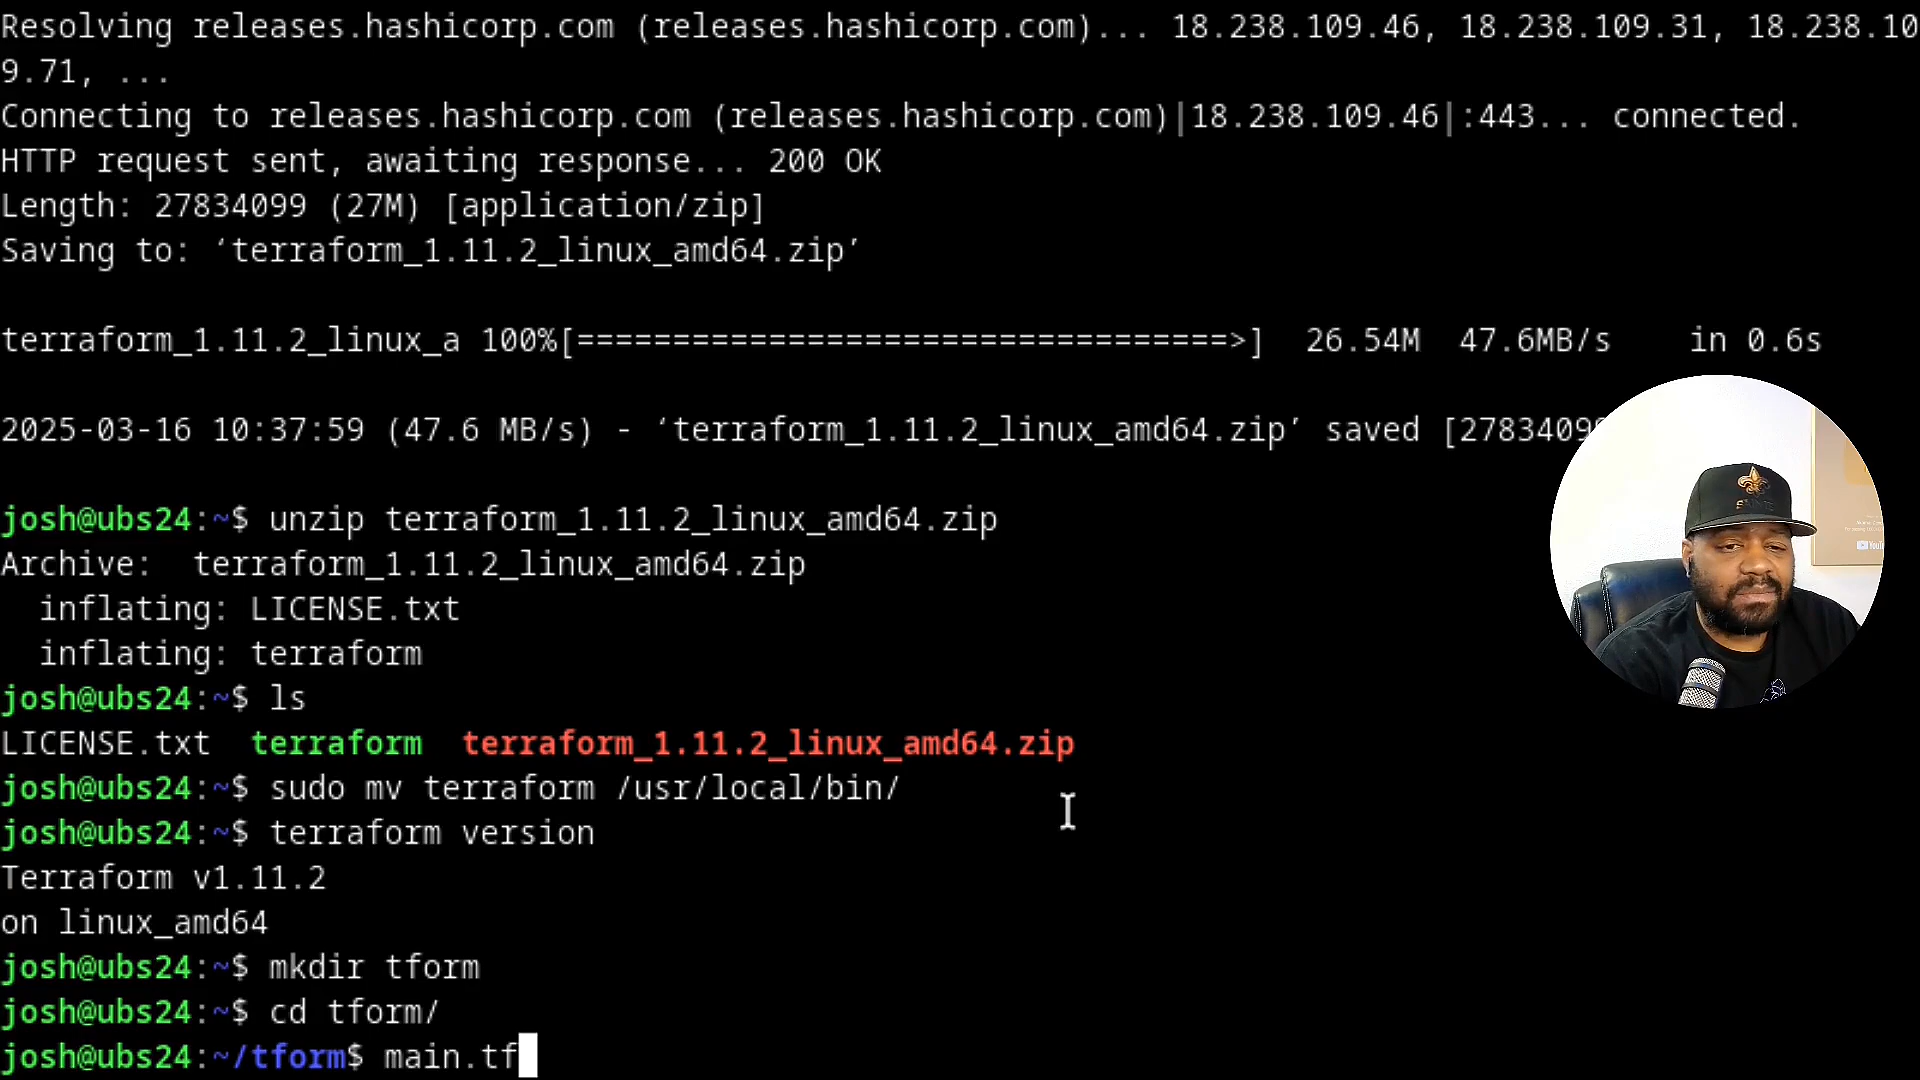 Resolving releases.hashicorp.com (releases.hashicorp.com)... 18.238.109.46, 18.238.109.31, 18.238.10
9.71, ...
Connecting to releases.hashicorp.com (releases.hashicorp.com)|18.238.109.46|:443... connected.
HTTP request sent, awaiting response... 200 OK
Length: 27834099 (27M) [application/zip]
Saving to: ‘terraform_1.11.2_linux_amd64.zip’
terraform_1.11.2_linux_a 100%[==================================>] 26.54M 47.6MB/s in 0.6s
2025-03-16 10:37:59 (47.6 MB/s) - ‘terraform_1.11.2_linux_amd64.zip’ saved [2783409
josh@ubs24:~$ unzip terraform_1.11.2_linux_amd64.zip
Archive: terraform_1.11.2_linux_amd64.zip
inflating: LICENSE.txt
inflating: terraform
josh@ubs24:~$ ls
LICENSE.txt terraform terraform_1.11.2_linux_amd64.zip
josh@ubs24:~$ sudo mv terraform /usr/local/bin/
josh@ubs24:~$ terraform version
Terraform v1.11.2
on linux_amd64
josh@ubs24:~$ mkdir tform
josh@ubs24:~$ cd tform/
josh@ubs24:~/tform$ main.tf